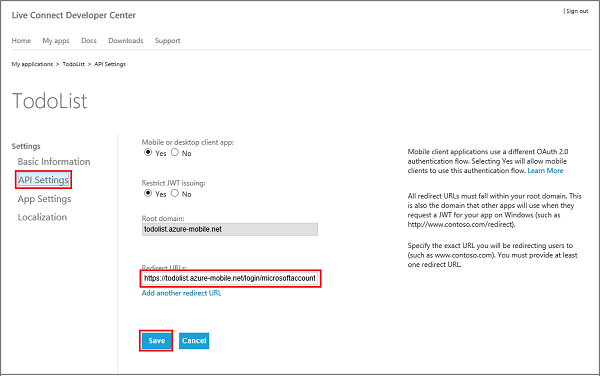 Live Connect Developer Center
| Sign out
Home My apps Docs Downloads Support
My applications > TodoList > API Settings
TodoList
Settings
Basic Information
API Settings
App Settings
Localization
Mobile or desktop client app:
Yes No
Restrict JWT issuing:
Yes No
Root domain:
todolist.azure-mobile.net
Redirect URLs:
https://todolist.azure-mobile.net/login/microsoftaccount
Add another redirect URL
Save Cancel
Mobile client applications use a different OAuth 2.0
authentication flow. Selecting Yes will allow mobile
clients to use this authentication flow. Learn More
All redirect URLs must fall within your root domain. This
is also the domain that other apps will use when they
request a JWT for your app on Windows (such as
http://www.contoso.com/redirect).
Specify the exact URL you will be redirecting users to
(such as www.contoso.com). You must provide at least
one redirect URL.